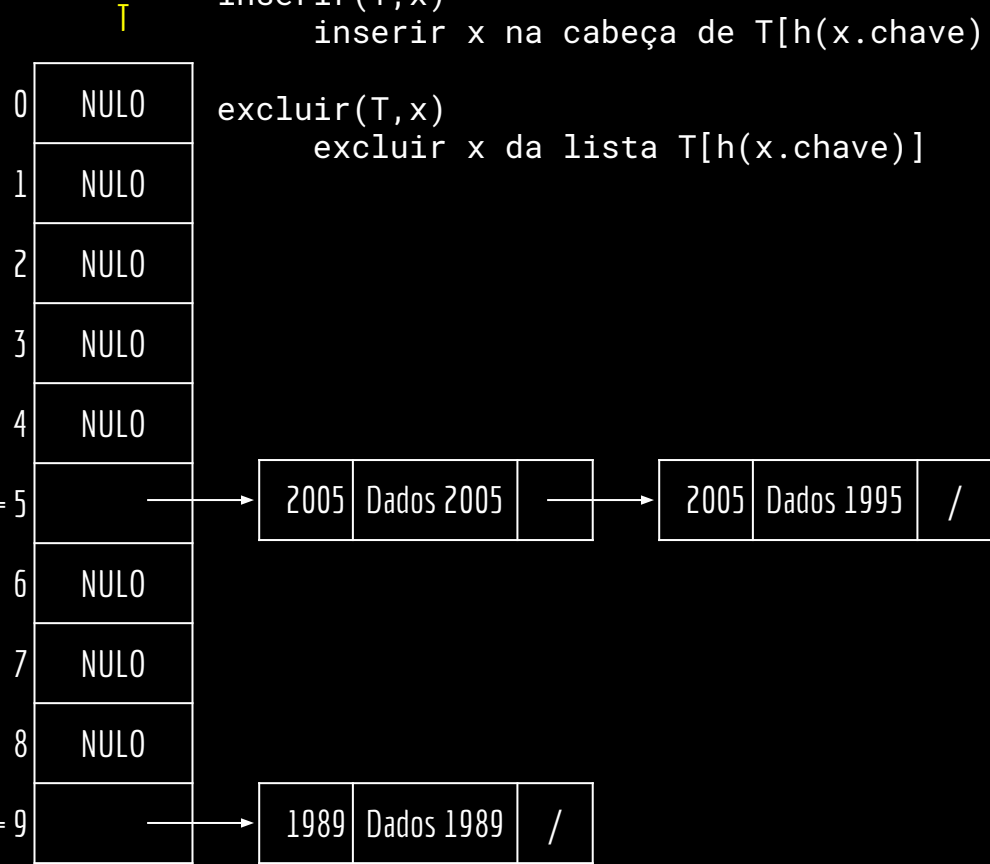 inserir(T,x)
T
inserir x na cabeça de T[h(x.chave)
0 NULO
excluir(T,x)
excluir x da lista T[h(x.chave)]
1 NULO
2 NULO
3 NULO
4 NULO
= 5 2005 Dados 2005 2005 Dados 1995 /
6 NULO
7 NULO
8 NULO
= 9 1989 Dados 1989 /